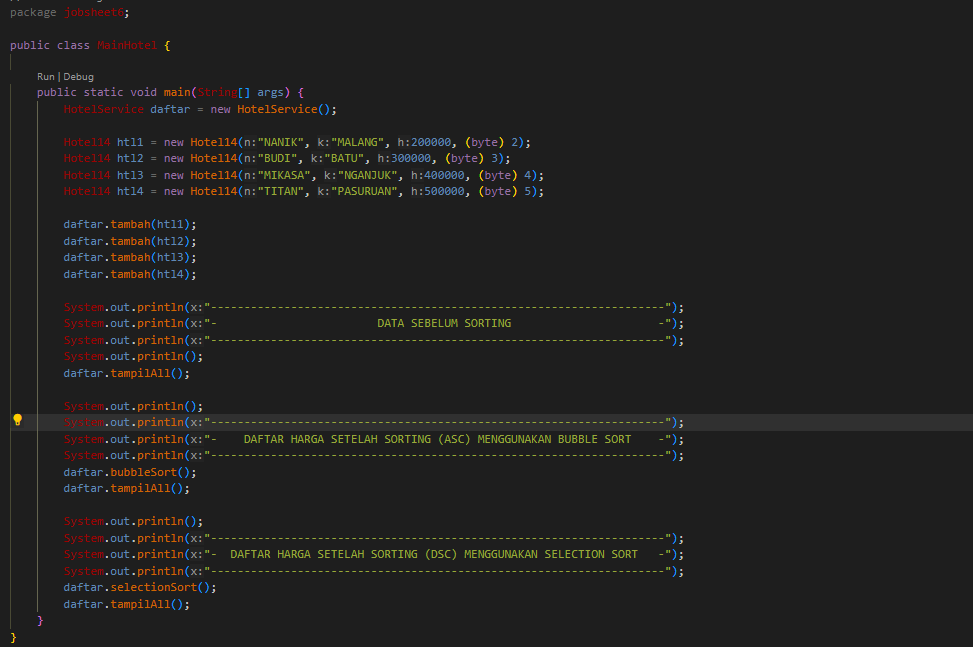 package jobsheet6;
public class MainHotel {
Run | Debug
public static void main(String[] args) {
HotelService daftar = new HotelService();
Hotel14 htl1 = new Hotel14(n:"NANIK", k:"MALANG", h:200000, (byte) 2);
Hotel14 htl2 = new Hotel14(n:"BUDI", k:"BATU", h:300000, (byte) 3);
Hotel14 htl3 = new Hotel14(n:"MIKASA", k:"NGANJUK", h:400000, (byte) 4);
Hotel14 htl4 = new Hotel14(n:"TITAN", k:"PASURUAN", h:500000, (byte) 5);
daftar.tambah(htl1);
daftar.tambah(htl2);
daftar.tambah(htl3);
daftar.tambah(htl4);
System.out.println(x:"--------------------------------------------------------------------");
System.out.println(x:"-                        DATA SEBELUM SORTING                      -");
System.out.println(x:"--------------------------------------------------------------------");
System.out.println();
daftar.tampilAll();
System.out.println();
System.out.println(x:"--------------------------------------------------------------------");
System.out.println(x:"-    DAFTAR HARGA SETELAH SORTING (ASC) MENGGUNAKAN BUBBLE SORT    -");
System.out.println(x:"--------------------------------------------------------------------");
daftar.bubbleSort();
daftar.tampilAll();
System.out.println();
System.out.println(x:"--------------------------------------------------------------------");
System.out.println(x:"-  DAFTAR HARGA SETELAH SORTING (DSC) MENGGUNAKAN SELECTION SORT   -");
System.out.println(x:"--------------------------------------------------------------------");
daftar.selectionSort();
daftar.tampilAll();
}
}